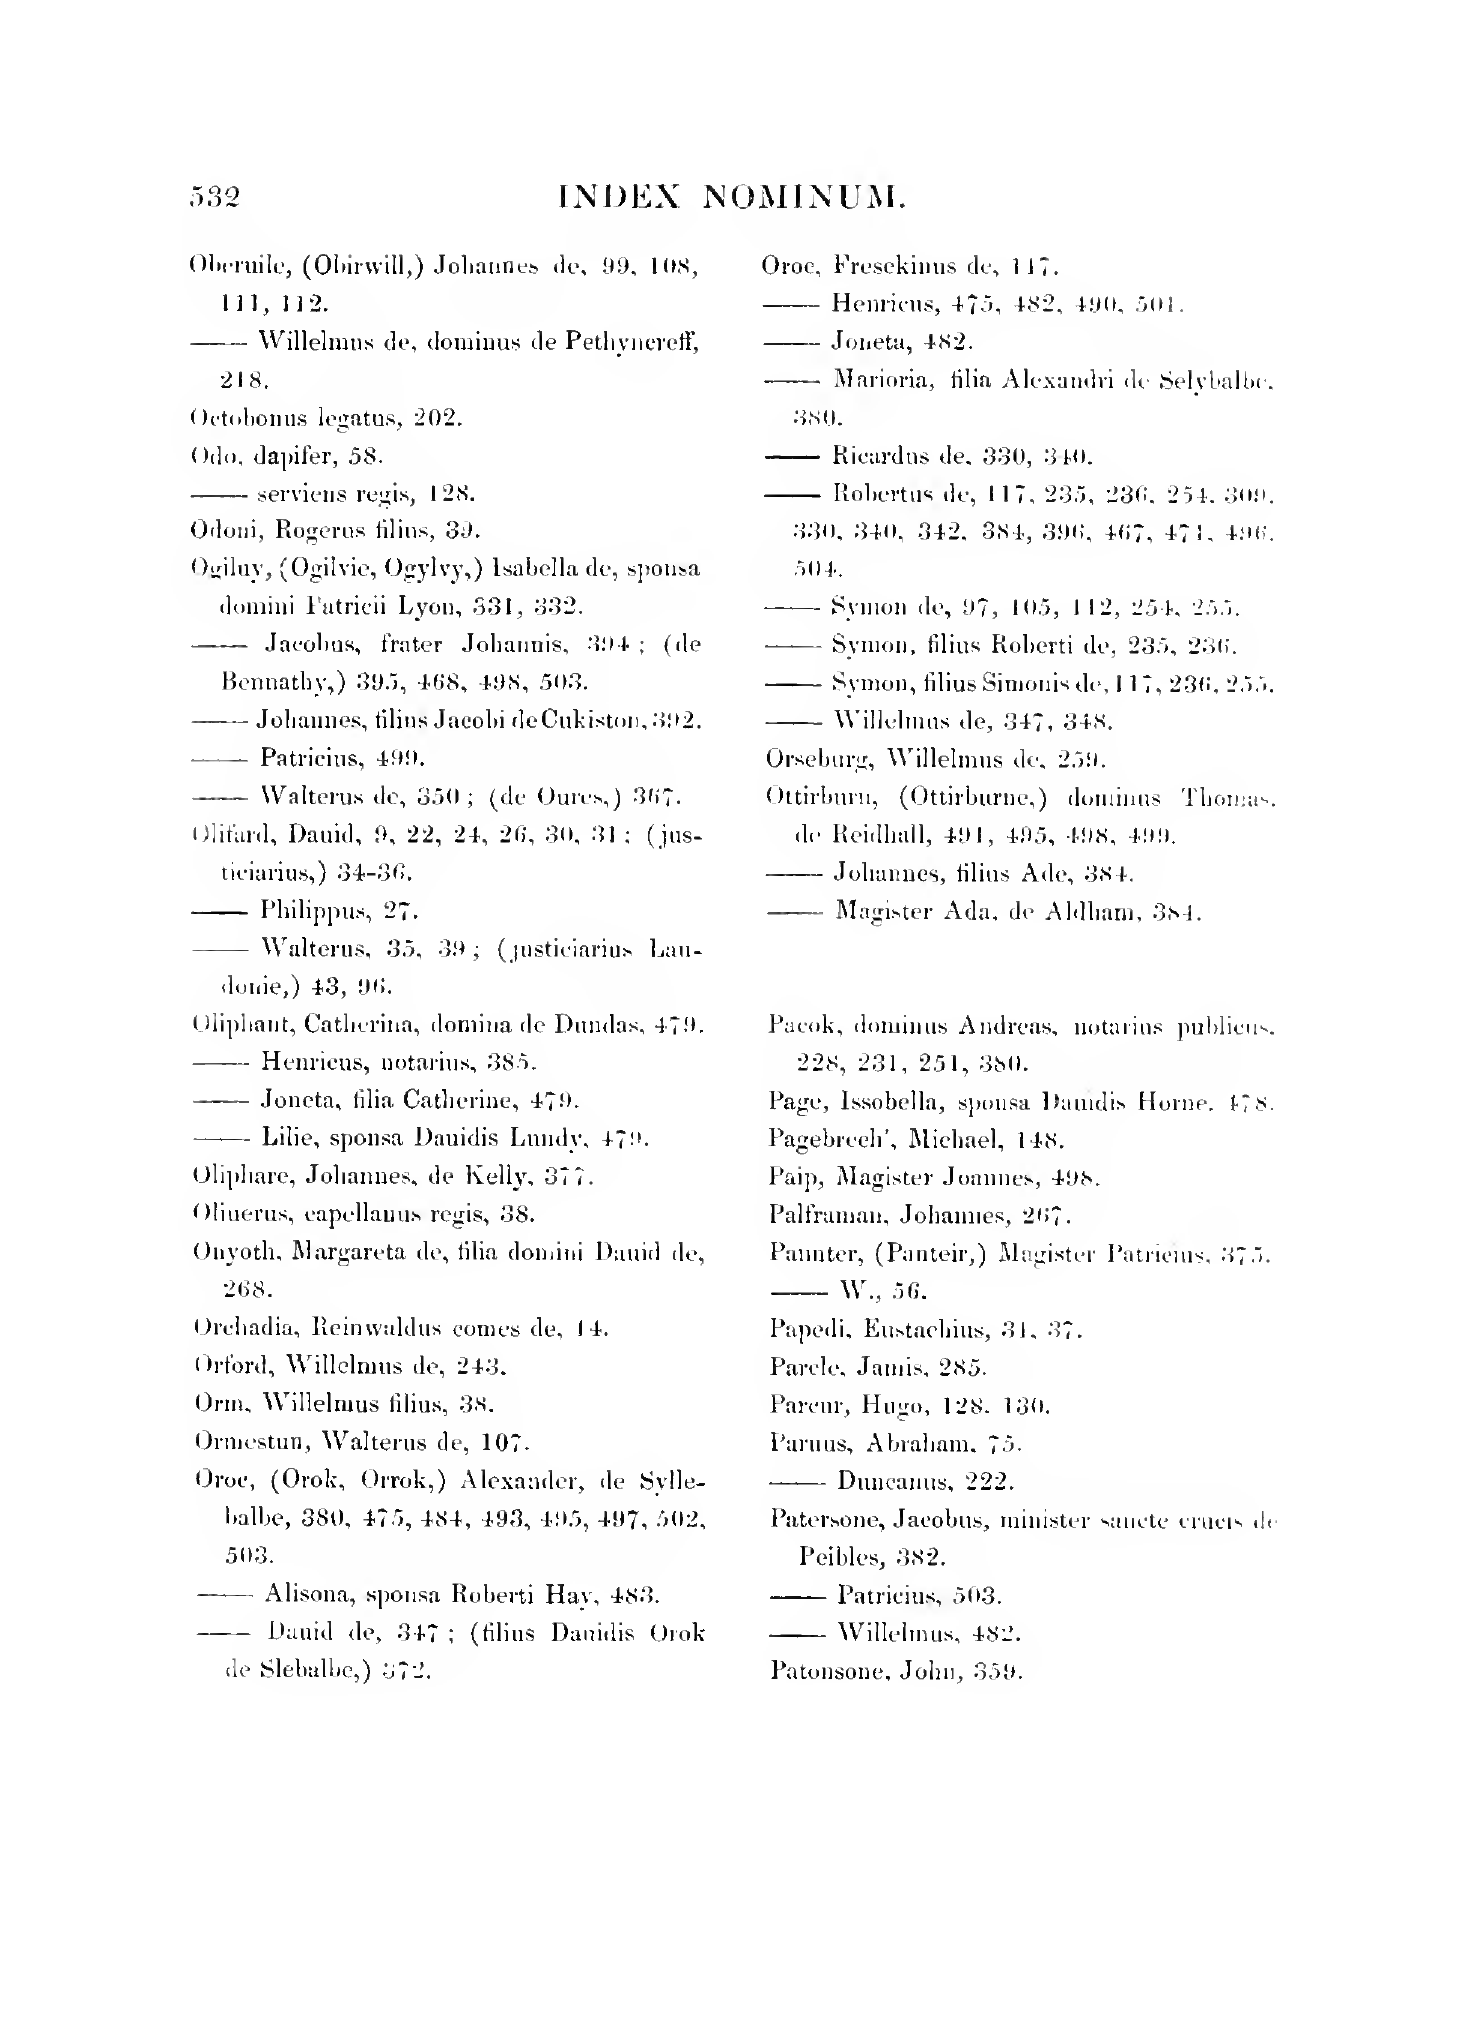 532
INDEX NOMINUM.
Oberuile, (Obirwill,) Johannes de, 99, 108,
111, 112.
—— Willelmus de, dominus de Pethyncreff,
218.
Octobonus legatus, 202.
Odo, dapifer, 58.
—— serviens regis, 128.
Odoni, Rogerus filius, 39.
Ogiluy, (Ogilvie, Ogylvy,) Isabella de, sponsa
domini Patricii Lyon, 331, 332.
—— Jacobus, frater Johannis, 394 ; (de
Bennathy,) 395, 468, 498, 503.
—— Johannes, filius Jacobi de Cukiston, 392.
—— Patricius, 499.
—— Walterus de, 350 ; (de Oures,) 367.
Olifard, Dauid, 9, 22, 24, 26, 30, 31 ; (jus-
ticiarius,) 34-36.
—— Philippus, 27.
—— Walterus, 35, 39 ; (justiciarius Lau-
donie,) 43, 96.
Oliphant, Catherina, domina de Dundas, 479.
—— Henricus, notarius, 385.
—— Joneta, filia Catherine, 479.
—— Lilie, sponsa Dauidis Lundy, 479.
Oliphare, Johannes, de Kelly, 377.
Oliuerus, capellanus regis, 38.
Onyoth, Margareta de, filia domini Dauid de,
268.
Orchadia, Reinwaldus comes de, 14.
Orford, Willelmus de, 243.
Orm, Willelmus filius, 38.
Ormestun, Walterus de, 107.
Oroc, (Orok, Orrok,) Alexander, de Sylle-
balbe, 380, 475, 484, 493, 495, 497, 502,
503.
—— Alisona, sponsa Roberti Hay, 483.
—— Dauid de, 347 ; (filius Dauidis Orok
de Slebalbe,) 372.
Oroc, Fresekinus de, 117.
—— Henricus, 475, 482, 490, 501.
—— Joneta, 482.
—— Marioria, filia Alexandri de Selybalbe,
380.
—— Ricardus de, 330, 340.
—— Robertus de, 117, 235, 236, 254, 309,
330, 340, 342, 384, 396, 467, 471, 496,
504.
—— Symon de, 97, 105, 112, 254, 255.
—— Symon, filius Roberti de, 235, 236.
—— Symon, filius Simonis de, 117, 236, 255.
—— Willelmus de, 347, 348.
Orseburg, Willelmus de, 259.
Ottirburn, (Ottirburne,) dominus Thomas,
de Reidhall, 491, 495, 498, 499.
—— Johannes, filius Ade, 384.
—— Magister Ada, de Aldham, 384.
Pacok, dominus Andreas, notarius publicus,
228, 231, 251, 380.
Page, Issobella, sponsa Dauidis Horne, 478.
Pagebrech', Michael, 148.
Paip, Magister Joannes, 498.
Palframan, Johannes, 267.
Paunter, (Panteir,) Magister Patricius, 375.
—— W., 56.
Papedi, Eustachius, 31, 37.
Parcle, Jamis, 285.
Parcur, Hugo, 128, 130.
Paruus, Abraham, 75.
—— Duncanus, 222.
Patersone, Jacobus, minister sancte crucis de
Peibles, 382.
—— Patricius, 503.
—— Willelmus, 482.
Patonsone, John, 359.